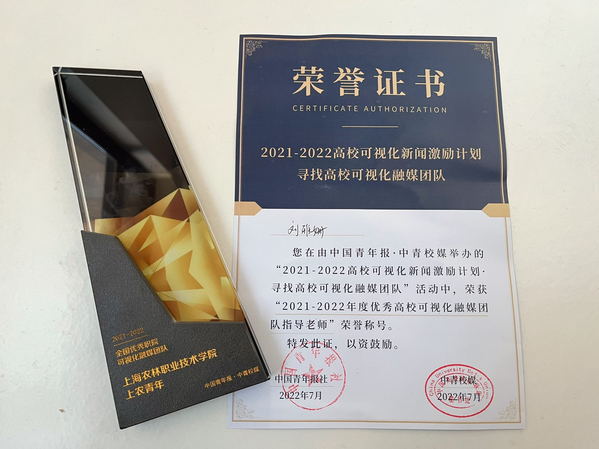 荣誉证书
CERTIFICATE AUTHORIZATION
2021-2022高校可视化新闻激励计划
寻找高校可视化融媒团队
您在由中国青年报·中青校媒举办的
“2021-2022高校可视化新闻激励计划·
寻找高校可视化融媒团队”活动中，荣获
“2021-2022年度优秀高校可视化融媒团
队指导老师”荣誉称号。
特发此证，以资鼓励。
中国青年报社
2022年7月
中青校媒
2022年7月
中国青年报社
2021-2022
全国优秀职院
可视化融媒团队
上海农林职业技术学院
上农青年
中国青年报·中青校媒